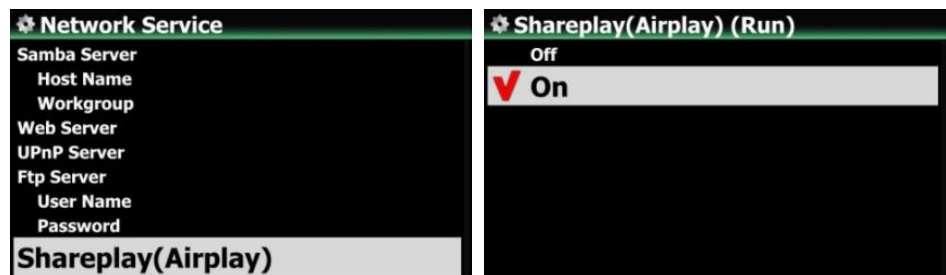 Network Service
Samba Server
Host Name
Workgroup
Web Server
UPnP Server
Ftp Server
User Name
Password
Shareplay(Airplay)
Shareplay(Airplay) (Run)
Off
On